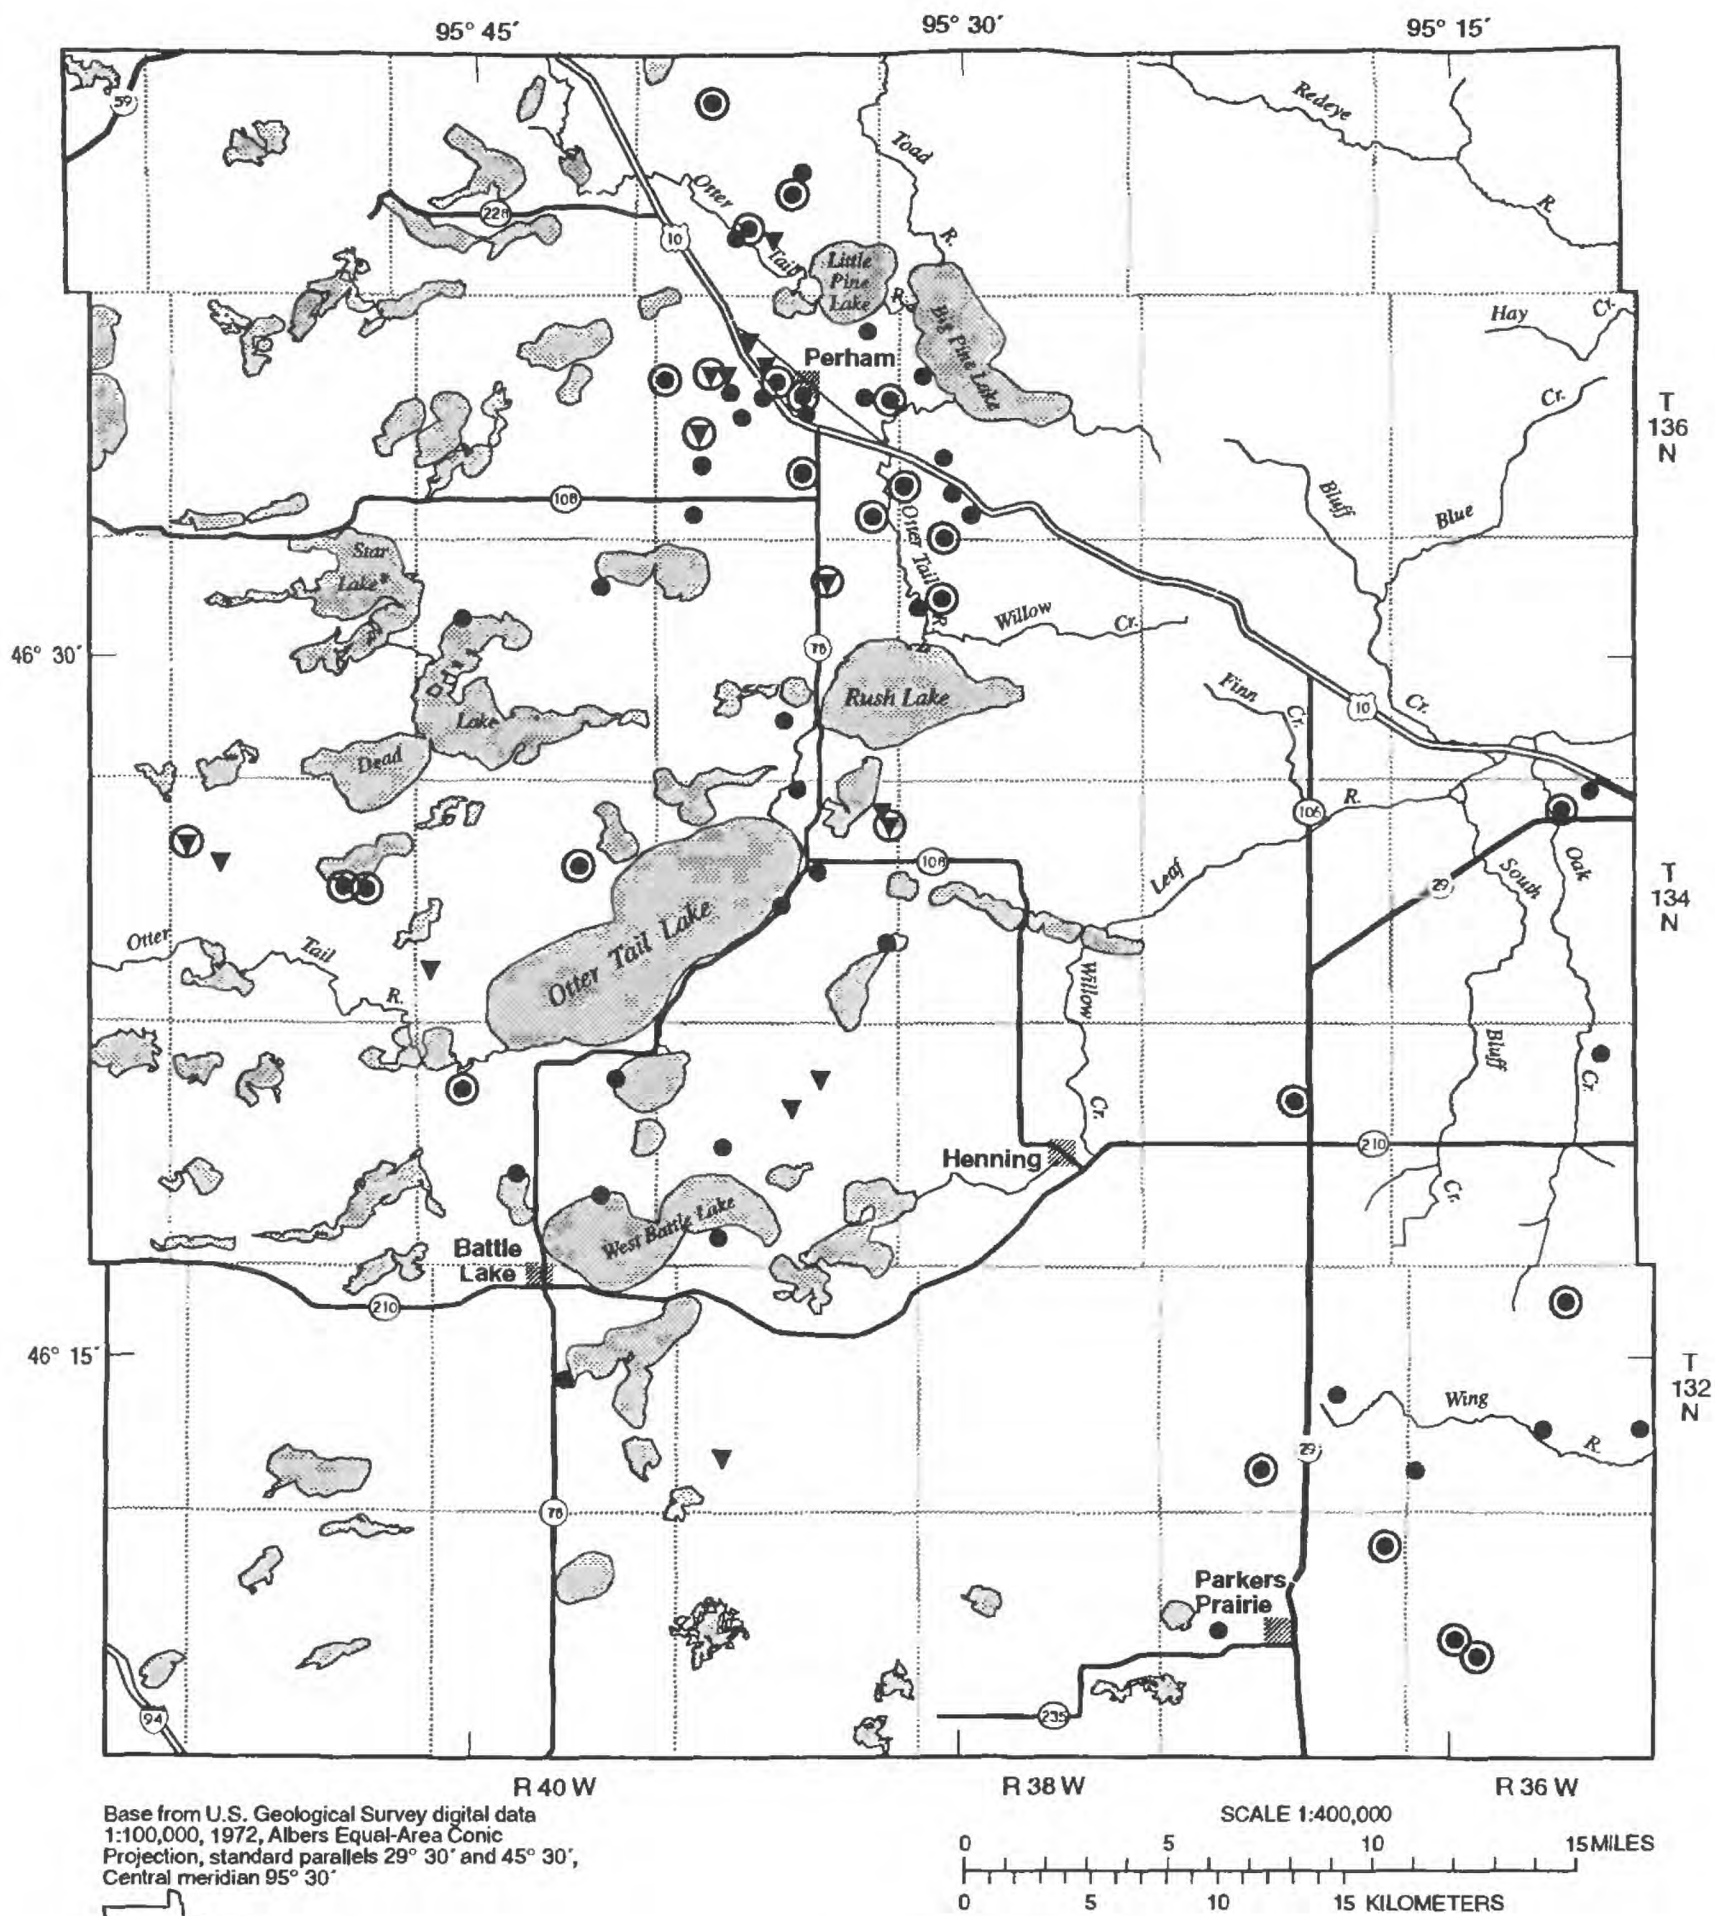 95° 45′
95° 30′
95° 15′
59
Redeye
R.
Toad
R.
Otter
Tail
R.
228
10
Little
Pine
Lake
Big Pine Lake
Hay
Cr.
Perham
Cr.
T
136
N
108
Bluff
Blue
Star
Lake
Otter Tail
R
Willow
Cr.
46° 30′
78
Rush Lake
Finn
Cr.
10
Cr.
Lake
Dead
R.
106
108
Leaf
29
South
Oak
T
134
N
Otter
Tail
R.
Otter Tail Lake
Willow
Cr.
Bluff
Cr.
Henning
210
Cr.
West Battle Lake
Battle
Lake
210
46° 15′
T
132
N
Wing
R.
29
78
Parkers
Prairie
94
235
R 40 W
R 38 W
R 36 W
Base from U.S. Geological Survey digital data
1:100,000, 1972, Albers Equal-Area Conic
Projection, standard parallels 29° 30′ and 45° 30′,
Central meridian 95° 30′
SCALE 1:400,000
0 5 10 15 MILES
0 5 10 15 KILOMETERS